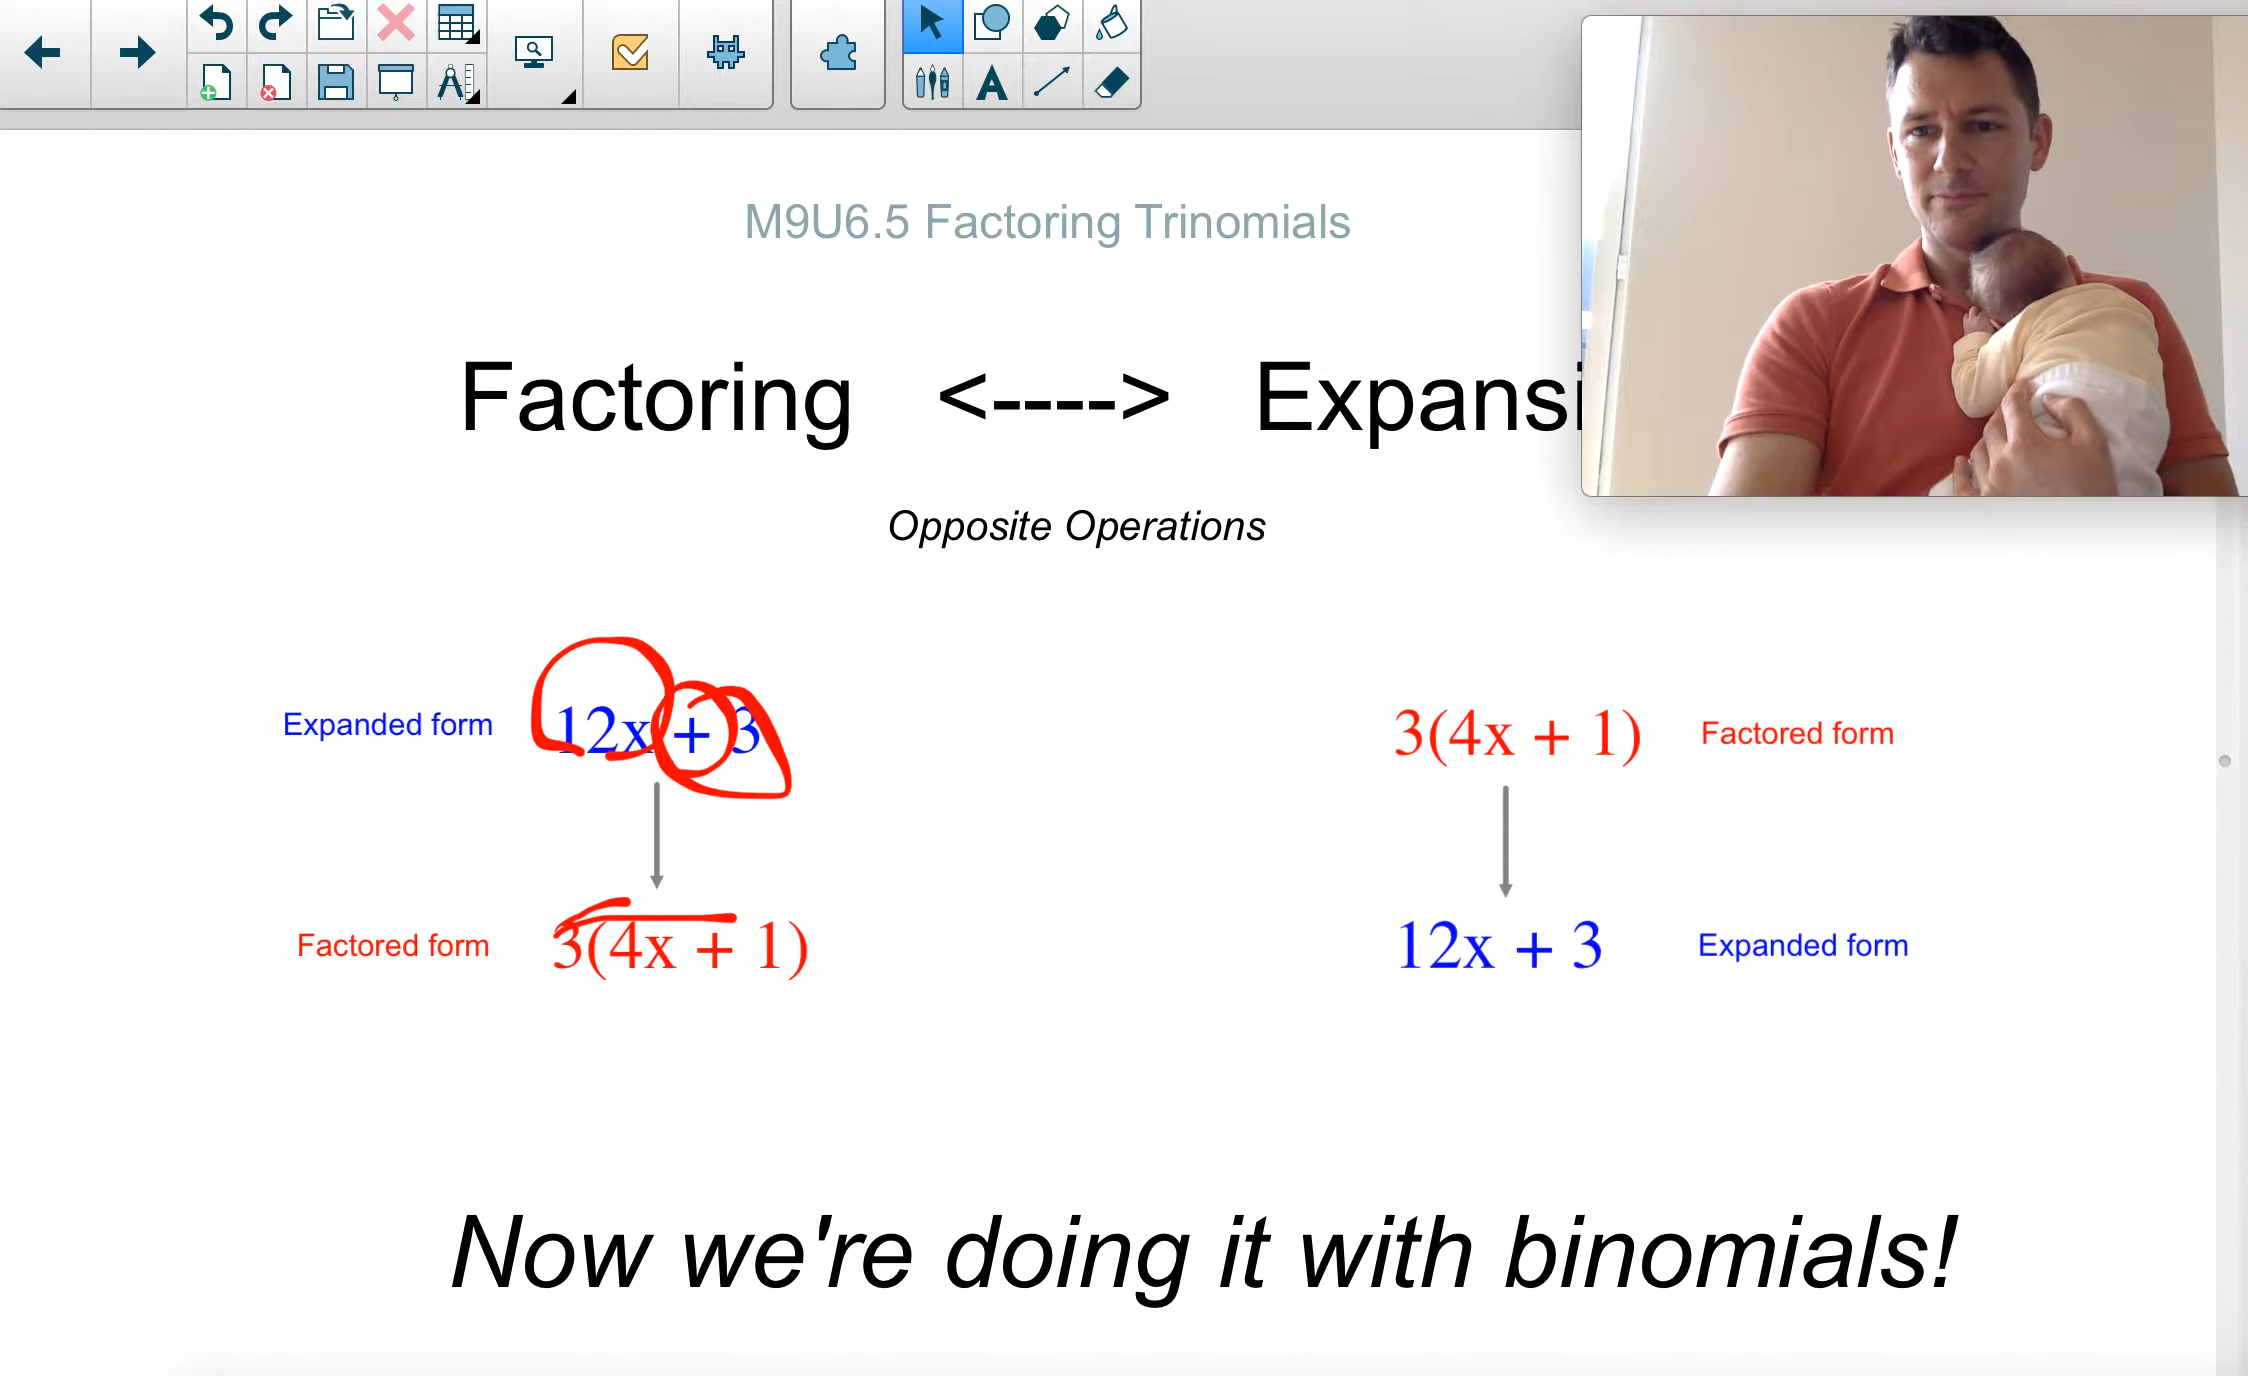 M9U6.5 Factoring Trinomials
Factoring <----> Expansi
Opposite Operations
Expanded form 12x + 3
3(4x + 1) Factored form
Factored form 3(4x + 1)
12x + 3 Expanded form
Now we're doing it with binomials!